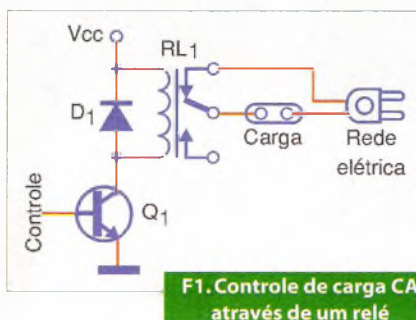 Vcc
RL1
D1
Carga
Rede
elétrica
Controle
Q1
F1. Controle de carga CA
através de um relé